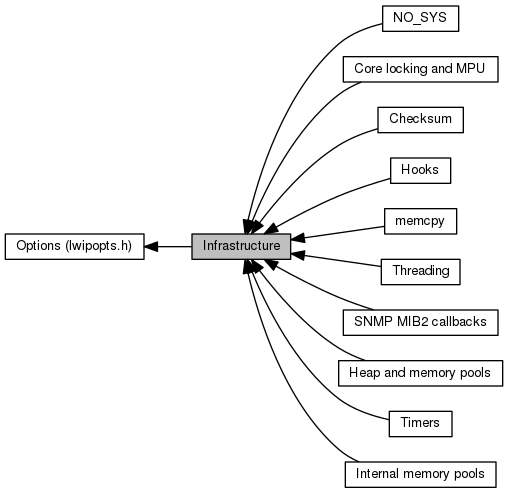 NO_SYS
Core locking and MPU
Checksum
Hooks
memcpy
Options (lwipopts.h)
Infrastructure
Threading
SNMP MIB2 callbacks
Heap and memory pools
Timers
Internal memory pools